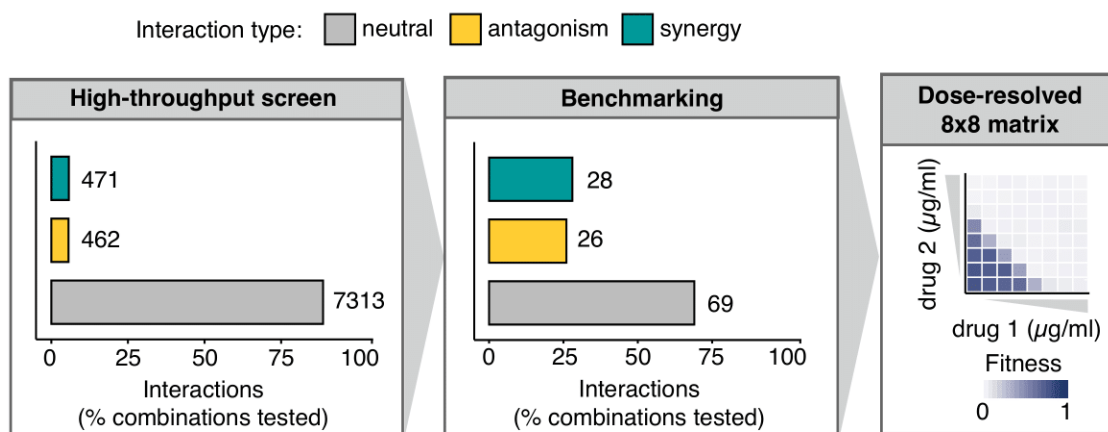 Interaction type: neutral antagonism synergy
High-throughput screen
471
462
7313
0 25 50 75 100
Interactions
(% combinations tested)
Benchmarking
28
26
69
0 25 50 75 100
Interactions
(% combinations tested)
Dose-resolved
8x8 matrix
drug 2 (µg/ml)
drug 1 (µg/ml)
Fitness
0 1